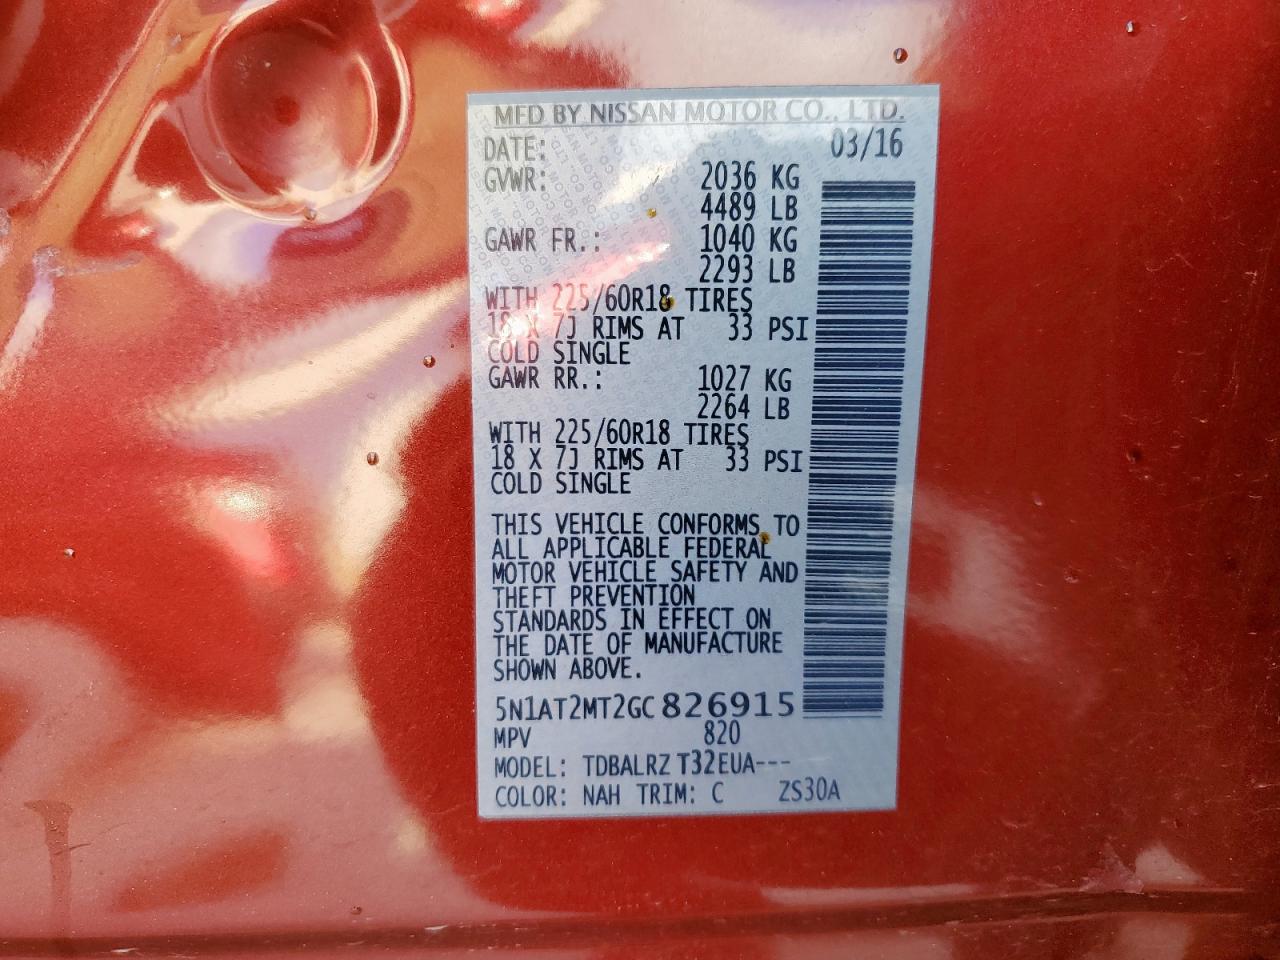 MFD BY NISSAN MOTOR CO., LTD.
DATE: 03/16
GVWR: 2036 KG
4489 LB
GAWR FR.: 1040 KG
2293 LB
WITH 225/60R18 TIRES
18 X 7J RIMS AT 33 PSI
COLD SINGLE
GAWR RR.: 1027 KG
2264 LB
WITH 225/60R18 TIRES
18 X 7J RIMS AT 33 PSI
COLD SINGLE
THIS VEHICLE CONFORMS TO
ALL APPLICABLE FEDERAL
MOTOR VEHICLE SAFETY AND
THEFT PREVENTION
STANDARDS IN EFFECT ON
THE DATE OF MANUFACTURE
SHOWN ABOVE.
5N1AT2MT2GC826915
MPV 820
MODEL: TDBALRZ T32EUA---
COLOR: NAH TRIM: C ZS30A